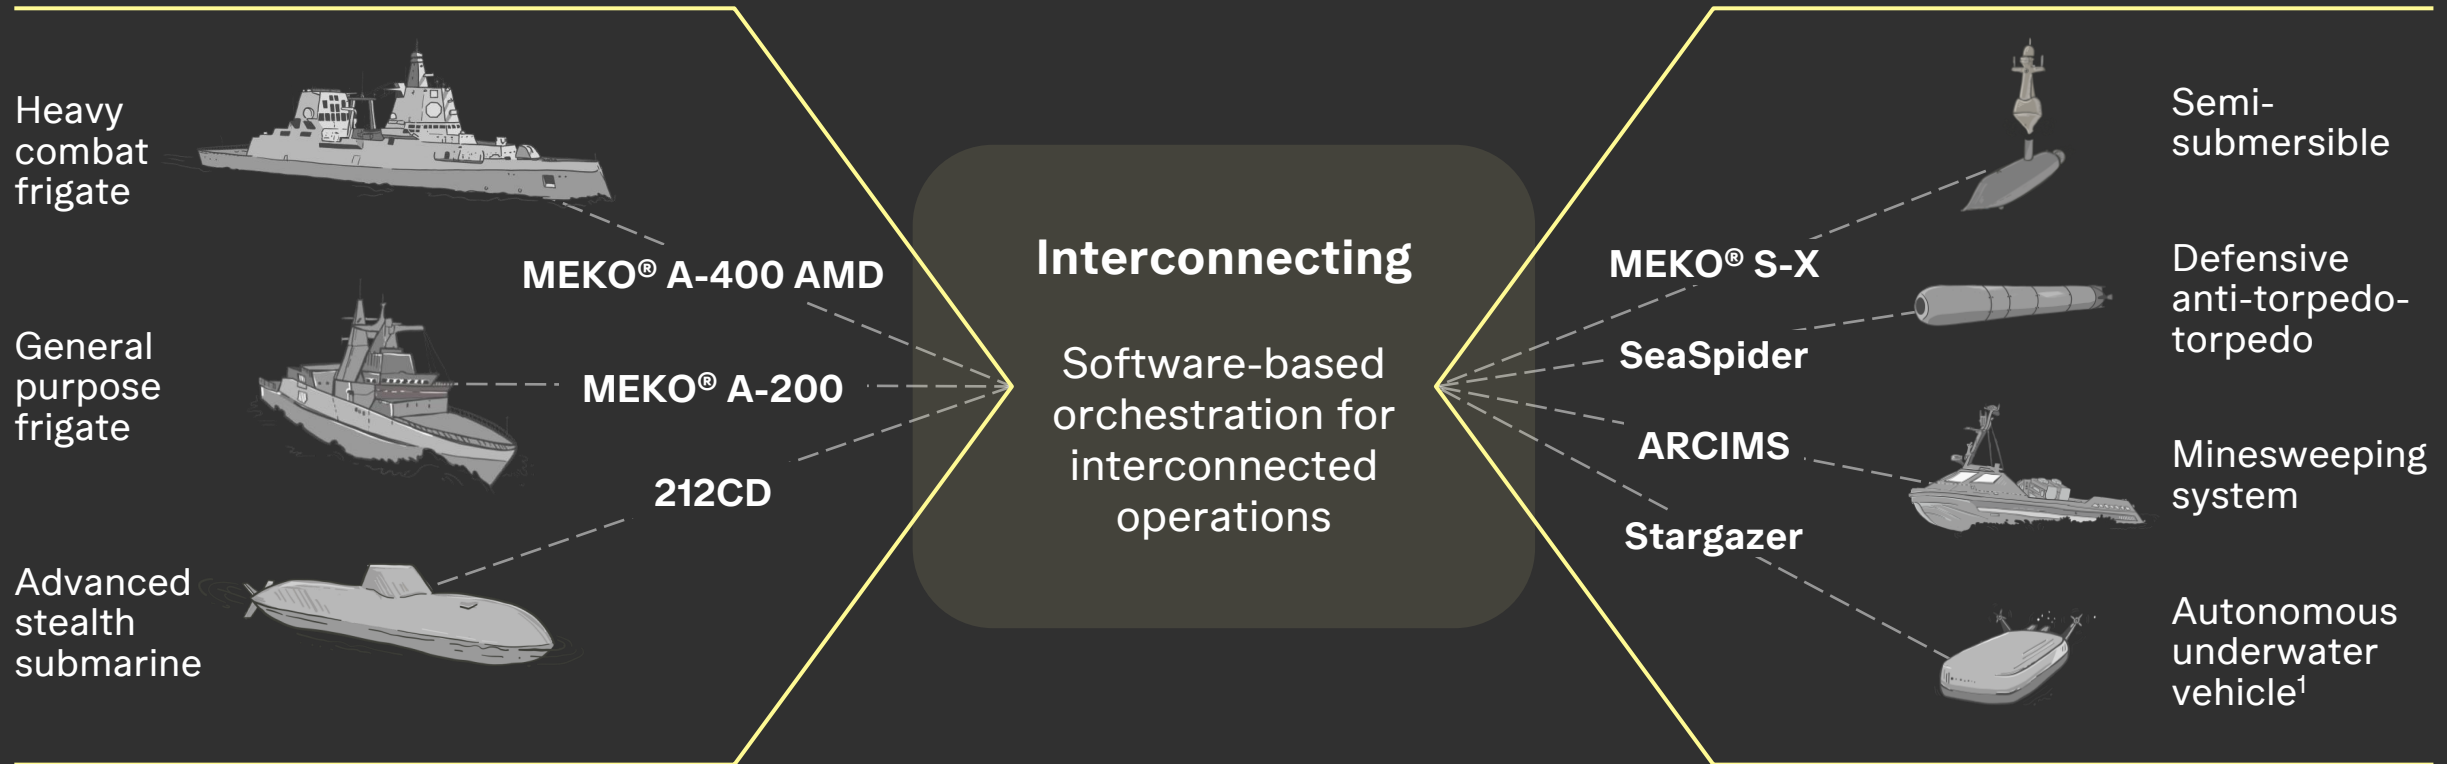 Heavy
combat
frigate
MEKO® A-400 AMD
General
purpose
frigate
MEKO® A-200
212CD
Advanced
stealth
submarine
Interconnecting
Software-based
orchestration for
interconnected
operations
MEKO® S-X
Semi-
submersible
SeaSpider
Defensive
anti-torpedo-
torpedo
ARCIMS
Minesweeping
system
Stargazer
Autonomous
underwater
vehicle¹